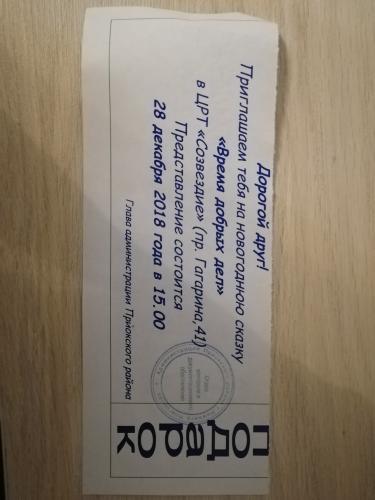 Дорогой друг!
Приглашаем тебя на новогоднюю сказку
«Время добрых дел»
в ЦРТ «Созвездие» (пр. Гагарина,41)
Представление состоится
28 декабря 2018 года в 15.00
Глава администрации Приокского района
подарок